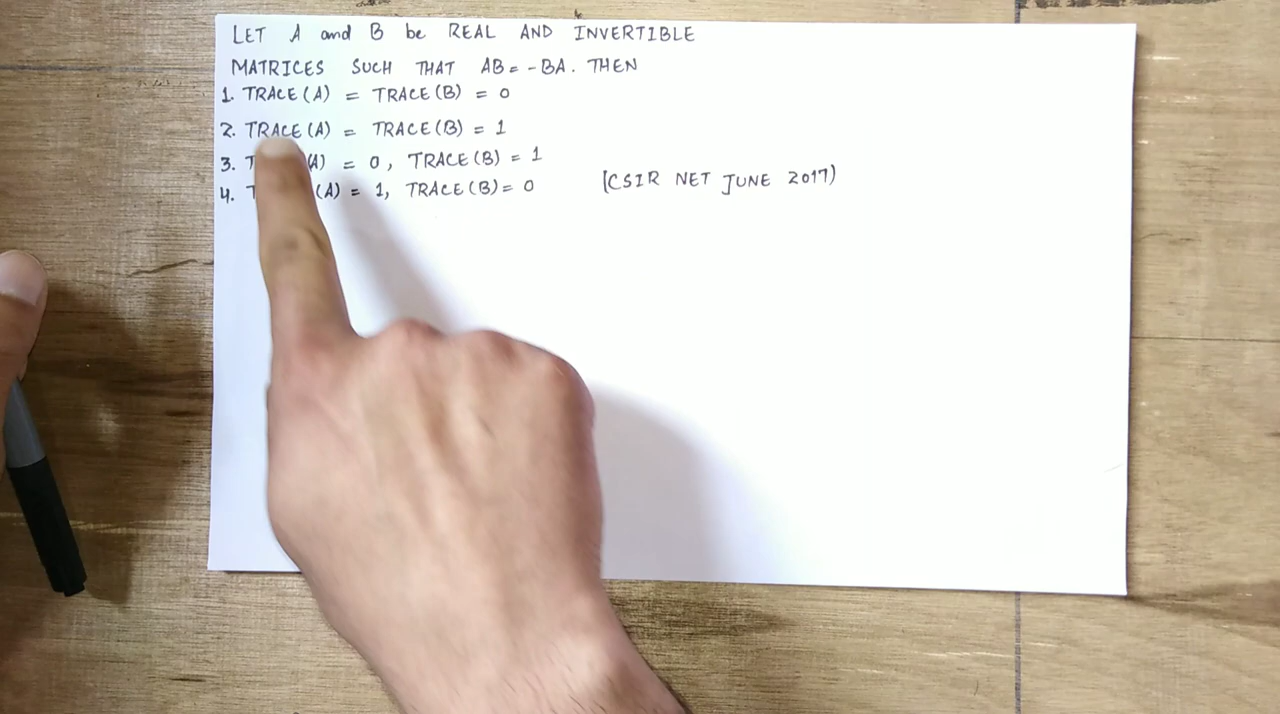 LET A and B be REAL AND INVERTIBLE
MATRICES SUCH THAT AB = -BA. THEN
1. TRACE(A) = TRACE(B) = 0
2. TRACE(A) = TRACE(B) = 1
3. T (A) = 0, TRACE(B) = 1
4. T (A) = 1, TRACE(B) = 0 [CSIR NET JUNE 2017)